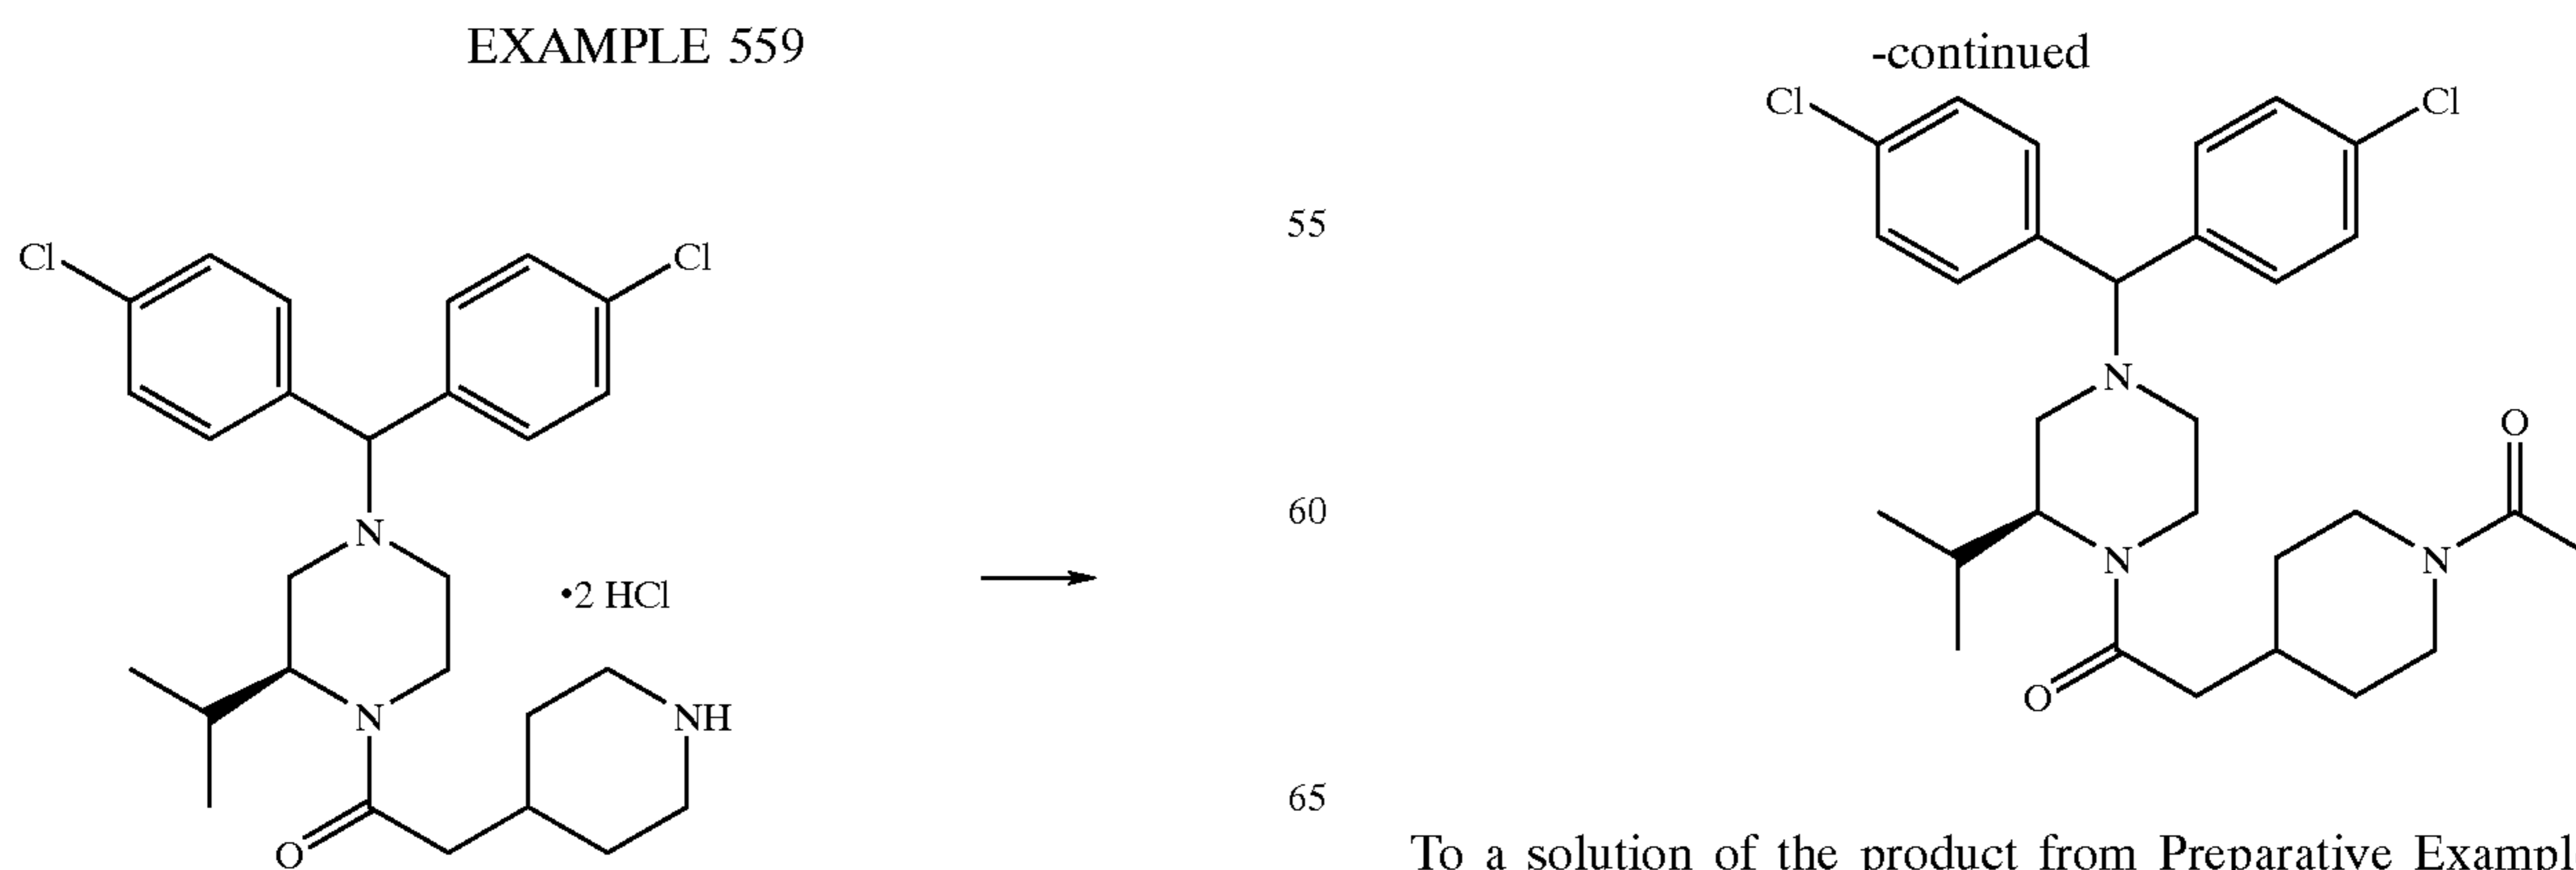 EXAMPLE 559
Cl
Cl
N
•2 HCl
N
NH
O
55
60
65
-continued
Cl
Cl
N
O
N
N
O
To a solution of the product from Preparative